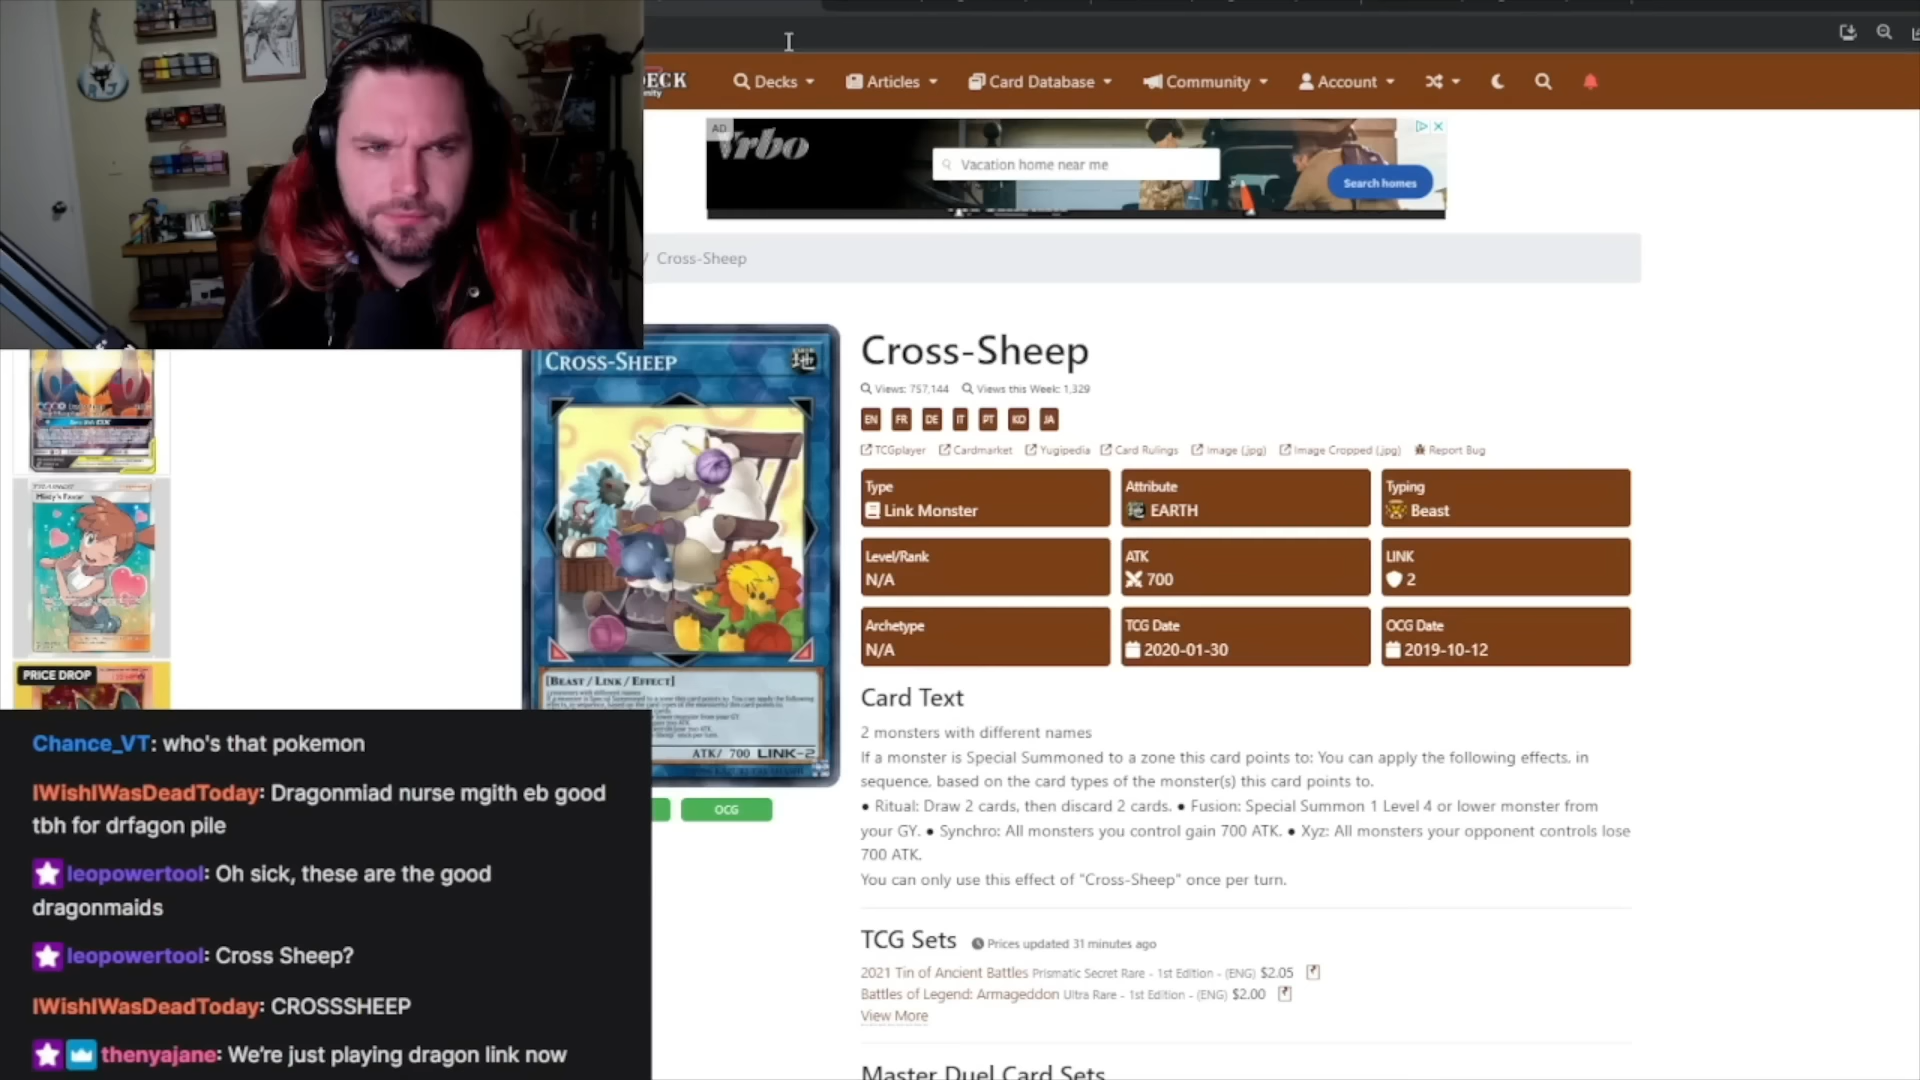 DECK
Decks
Articles
Card Database
Community
Account
AD
Vrbo
Vacation home near me
Search homes
/ Cross-Sheep
CROSS-SHEEP
[BEAST / LINK / EFFECT]
ATK/ 700 LINK-2
OCG
Misty's Favor
PRICE DROP
Cross-Sheep
Views: 757,144 Views this Week: 1,329
EN FR DE IT PT KO JA
TCGplayer Cardmarket Yugipedia Card Rulings Image (.jpg) Image Cropped (.jpg) Report Bug
Type
Link Monster
Attribute
EARTH
Typing
Beast
Level/Rank
N/A
ATK
700
LINK
2
Archetype
N/A
TCG Date
2020-01-30
OCG Date
2019-10-12
Card Text
2 monsters with different names
If a monster is Special Summoned to a zone this card points to: You can apply the following effects, in
sequence, based on the card types of the monster(s) this card points to.
● Ritual: Draw 2 cards, then discard 2 cards. ● Fusion: Special Summon 1 Level 4 or lower monster from
your GY. ● Synchro: All monsters you control gain 700 ATK. ● Xyz: All monsters your opponent controls lose
700 ATK.
You can only use this effect of "Cross-Sheep" once per turn.
TCG Sets Prices updated 31 minutes ago
2021 Tin of Ancient Battles Prismatic Secret Rare - 1st Edition - (ENG) $2.05
Battles of Legend: Armageddon Ultra Rare - 1st Edition - (ENG) $2.00
View More
Master Duel Card Sets
Chance_VT: who's that pokemon
IWishIWasDeadToday: Dragonmiad nurse mgith eb good
tbh for drfagon pile
leopowertool: Oh sick, these are the good
dragonmaids
leopowertool: Cross Sheep?
IWishIWasDeadToday: CROSSSHEEP
thenyajane: We're just playing dragon link now